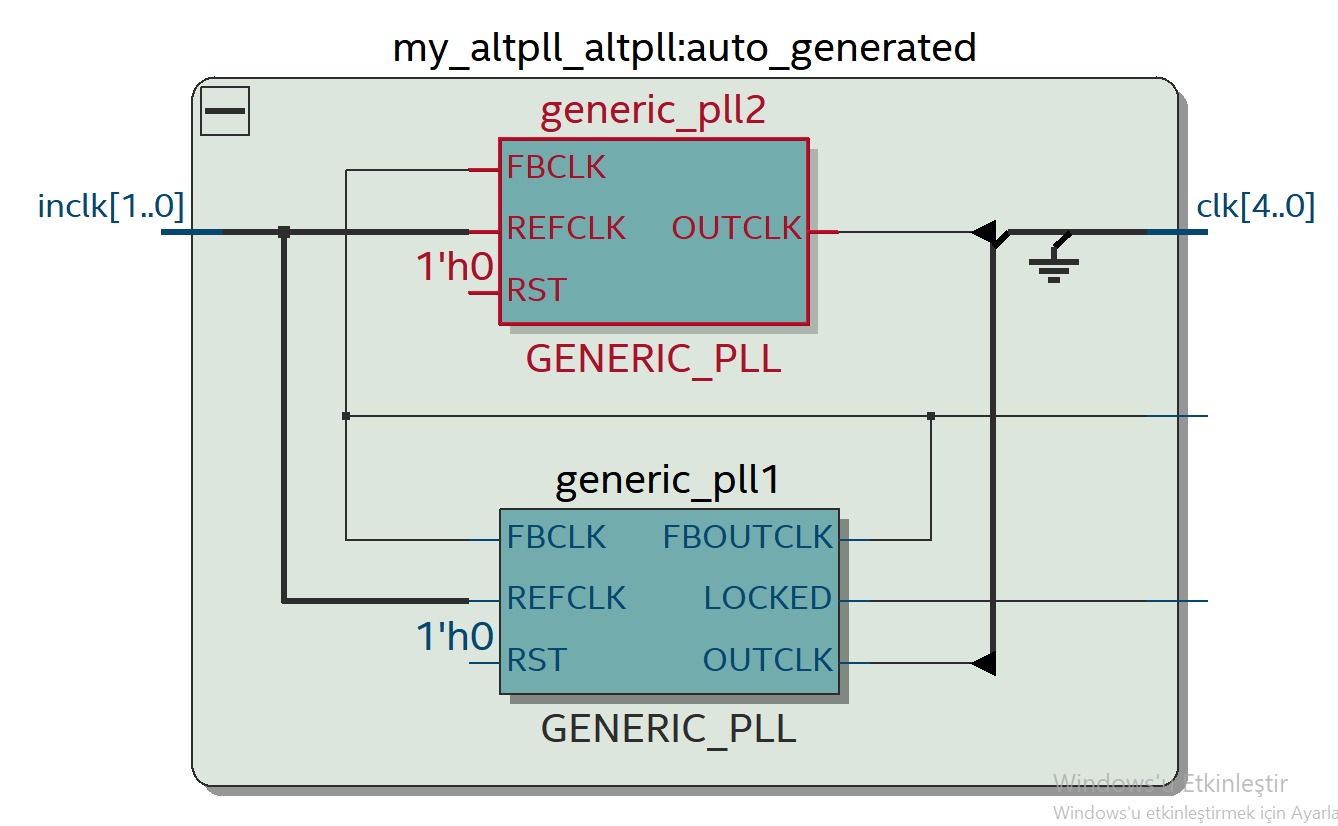 my_altpll_altpll:auto_generated
generic_pll2
FBCLK
inclk[1..0]
clk[4..0]
REFCLK
OUTCLK
1'h0
RST
GENERIC_PLL
generic_pll1
FBCLK
FBOUTCLK
REFCLK
LOCKED
1'h0
RST
OUTCLK
GENERIC_PLL
Windows'u Etkinleştir
Windows'u etkinleştirmek için Ayarla